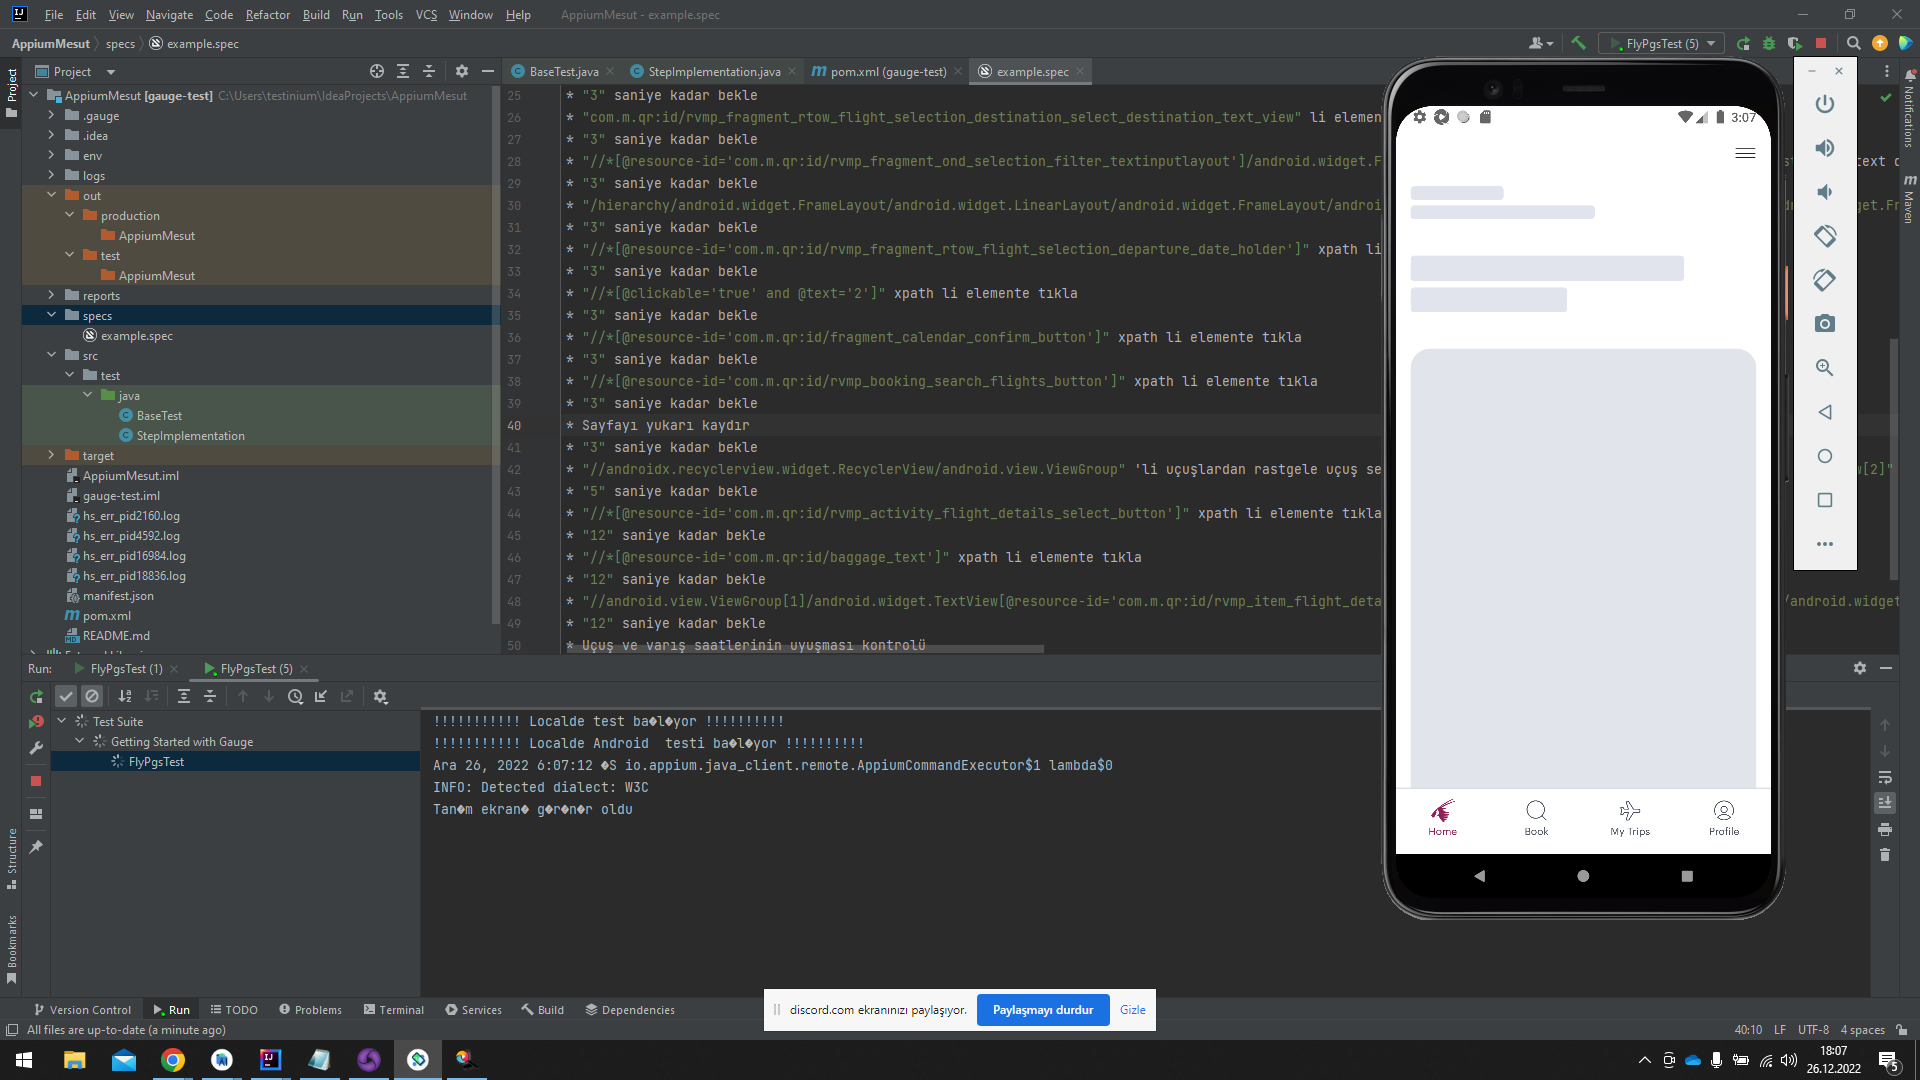 File Edit View Navigate Code Refactor Build Run Tools VCS Window Help AppiumMesut - example.spec
AppiumMesut specs example.spec
FlyPgsTest (5)
Project
BaseTest.java StepImplementation.java pom.xml (gauge-test) example.spec
AppiumMesut [gauge-test] C:\Users\testinium\IdeaProjects\AppiumMesut
.gauge
.idea
env
logs
out
production
AppiumMesut
test
AppiumMesut
reports
specs
example.spec
src
test
java
BaseTest
StepImplementation
target
AppiumMesut.iml
gauge-test.iml
hs_err_pid2160.log
hs_err_pid4592.log
hs_err_pid16984.log
hs_err_pid18836.log
manifest.json
pom.xml
README.md
25 * "3" saniye kadar bekle
26 * "com.m.qr:id/rvmp_fragment_rtow_flight_selection_destination_select_destination_text_view" li elemen
27 * "3" saniye kadar bekle
28 * "//*[@resource-id='com.m.qr:id/rvmp_fragment_ond_selection_filter_textinputlayout']/android.widget.F
29 * "3" saniye kadar bekle
30 * "/hierarchy/android.widget.FrameLayout/android.widget.LinearLayout/android.widget.FrameLayout/androi
31 * "3" saniye kadar bekle
32 * "//*[@resource-id='com.m.qr:id/rvmp_fragment_rtow_flight_selection_departure_date_holder']" xpath li
33 * "3" saniye kadar bekle
34 * "//*[@clickable='true' and @text='2']" xpath li elemente tıkla
35 * "3" saniye kadar bekle
36 * "//*[@resource-id='com.m.qr:id/fragment_calendar_confirm_button']" xpath li elemente tıkla
37 * "3" saniye kadar bekle
38 * "//*[@resource-id='com.m.qr:id/rvmp_booking_search_flights_button']" xpath li elemente tıkla
39 * "3" saniye kadar bekle
40 * Sayfayı yukarı kaydır
41 * "3" saniye kadar bekle
42 * "//androidx.recyclerview.widget.RecyclerView/android.view.ViewGroup" 'li uçuşlardan rastgele uçuş se
43 * "5" saniye kadar bekle
44 * "//*[@resource-id='com.m.qr:id/rvmp_activity_flight_details_select_button']" xpath li elemente tıkla
45 * "12" saniye kadar bekle
46 * "//*[@resource-id='com.m.qr:id/baggage_text']" xpath li elemente tıkla
47 * "12" saniye kadar bekle
48 * "//android.view.ViewGroup[1]/android.widget.TextView[@resource-id='com.m.qr:id/rvmp_item_flight_deta
49 * "12" saniye kadar bekle
50 * Uçuş ve varış saatlerinin uyuşması kontrolü
text d
get.Fr
w[2]"
/android.widget
3:07
Home Book My Trips Profile
Notifications
Maven
Project
Structure
Bookmarks
Run: FlyPgsTest (1) FlyPgsTest (5)
Test Suite
Getting Started with Gauge
FlyPgsTest
!!!!!!!!!!! Localde test ba�l�yor !!!!!!!!!!
!!!!!!!!!!! Localde Android  testi ba�l�yor !!!!!!!!!!
Ara 26, 2022 6:07:12 �S io.appium.java_client.remote.AppiumCommandExecutor$1 lambda$0
INFO: Detected dialect: W3C
Tan�m ekran� g�r�n�r oldu
Version Control Run TODO Problems Terminal Services Build Dependencies
discord.com ekranınızı paylaşıyor. Paylaşmayı durdur Gizle
All files are up-to-date (a minute ago)
40:10 LF UTF-8 4 spaces
18:07
26.12.2022
5